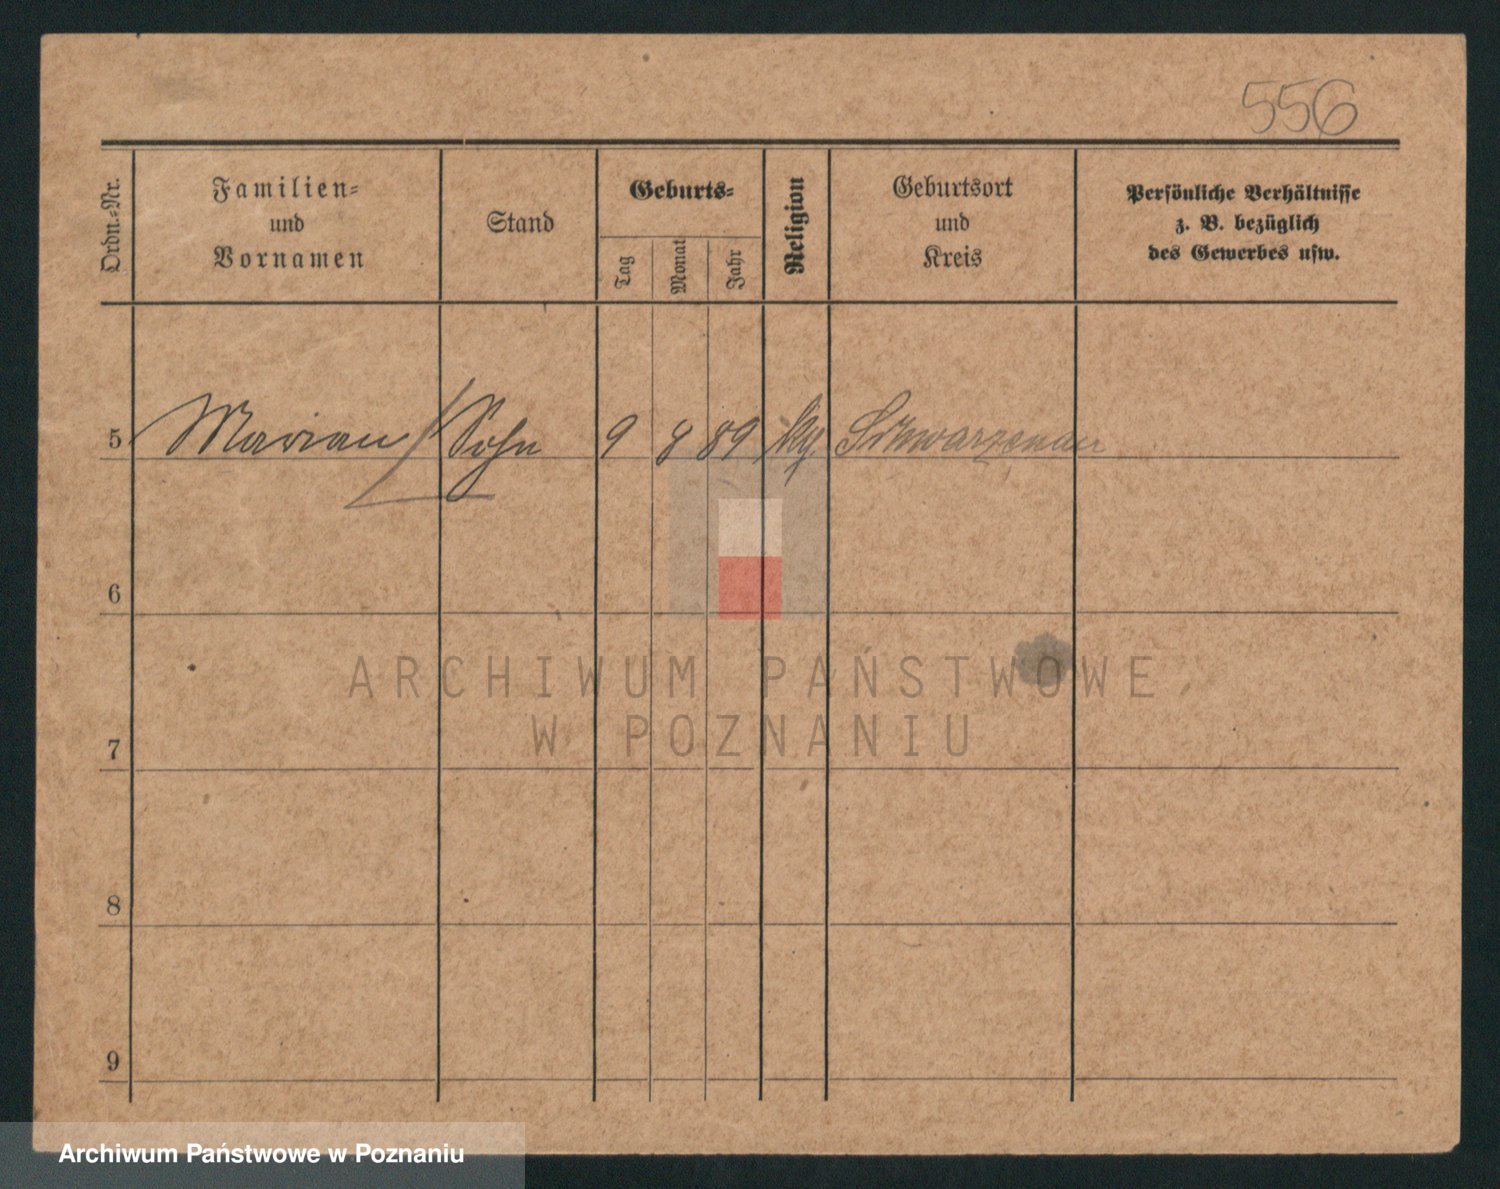 556
Ordn.-Nr.
Familien-
und
Vornamen
Stand
Geburts-
Tag
Monat
Jahr
Religion
Geburtsort
und
Kreis
Persönliche Verhältnisse
z. B. bezüglich
des Gewerbes usw.
5 Marian Sohn 9 8 89 Schwarzenau
6
7
8
9
ARCHIWUM PAŃSTWOWE
W POZNANIU
Archiwum Państwowe w Poznaniu